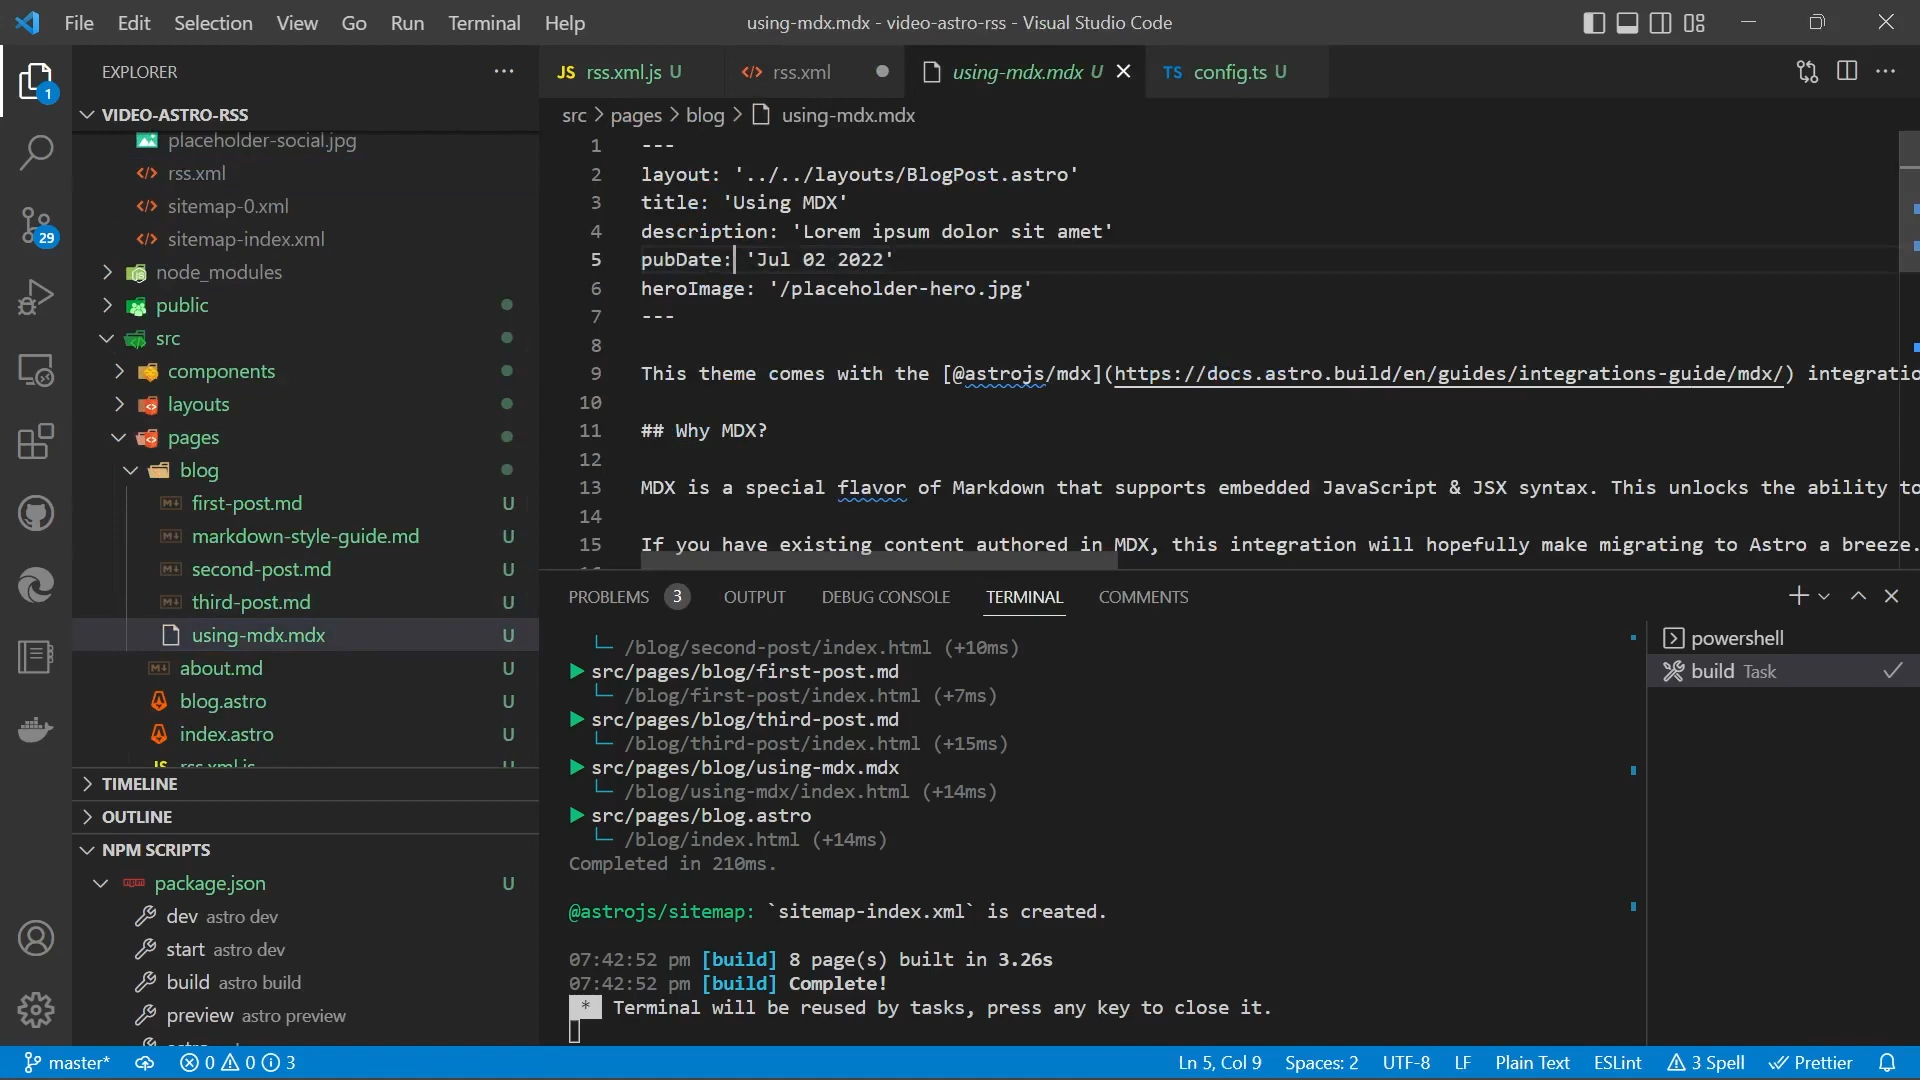 File Edit Selection View Go Run Terminal Help
using-mdx.mdx - video-astro-rss - Visual Studio Code
EXPLORER
VIDEO-ASTRO-RSS
placeholder-social.jpg
rss.xml
sitemap-0.xml
sitemap-index.xml
node_modules
public
src
components
layouts
pages
blog
first-post.md U
markdown-style-guide.md U
second-post.md U
third-post.md U
using-mdx.mdx U
about.md U
blog.astro U
index.astro U
rss.xml.js U
TIMELINE
OUTLINE
NPM SCRIPTS
package.json U
dev astro dev
start astro dev
build astro build
preview astro preview
1
29
JS rss.xml.js U
rss.xml
using-mdx.mdx U
TS config.ts U
src > pages > blog > using-mdx.mdx
1 ---
2 layout: '../../layouts/BlogPost.astro'
3 title: 'Using MDX'
4 description: 'Lorem ipsum dolor sit amet'
5 pubDate: 'Jul 02 2022'
6 heroImage: '/placeholder-hero.jpg'
7 ---
8
9 This theme comes with the [@astrojs/mdx](https://docs.astro.build/en/guides/integrations-guide/mdx/) integratio
10
11 ## Why MDX?
12
13 MDX is a special flavor of Markdown that supports embedded JavaScript & JSX syntax. This unlocks the ability to
14
15 If you have existing content authored in MDX, this integration will hopefully make migrating to Astro a breeze.
PROBLEMS 3 OUTPUT DEBUG CONSOLE TERMINAL COMMENTS
└─ /blog/second-post/index.html (+10ms)
▶ src/pages/blog/first-post.md
└─ /blog/first-post/index.html (+7ms)
▶ src/pages/blog/third-post.md
└─ /blog/third-post/index.html (+15ms)
▶ src/pages/blog/using-mdx.mdx
└─ /blog/using-mdx/index.html (+14ms)
▶ src/pages/blog.astro
└─ /blog/index.html (+14ms)
Completed in 210ms.
@astrojs/sitemap: `sitemap-index.xml` is created.
07:42:52 pm [build] 8 page(s) built in 3.26s
07:42:52 pm [build] Complete!
* Terminal will be reused by tasks, press any key to close it.
powershell
build Task
master* 0 0 3
Ln 5, Col 9 Spaces: 2 UTF-8 LF Plain Text ESLint 3 Spell Prettier